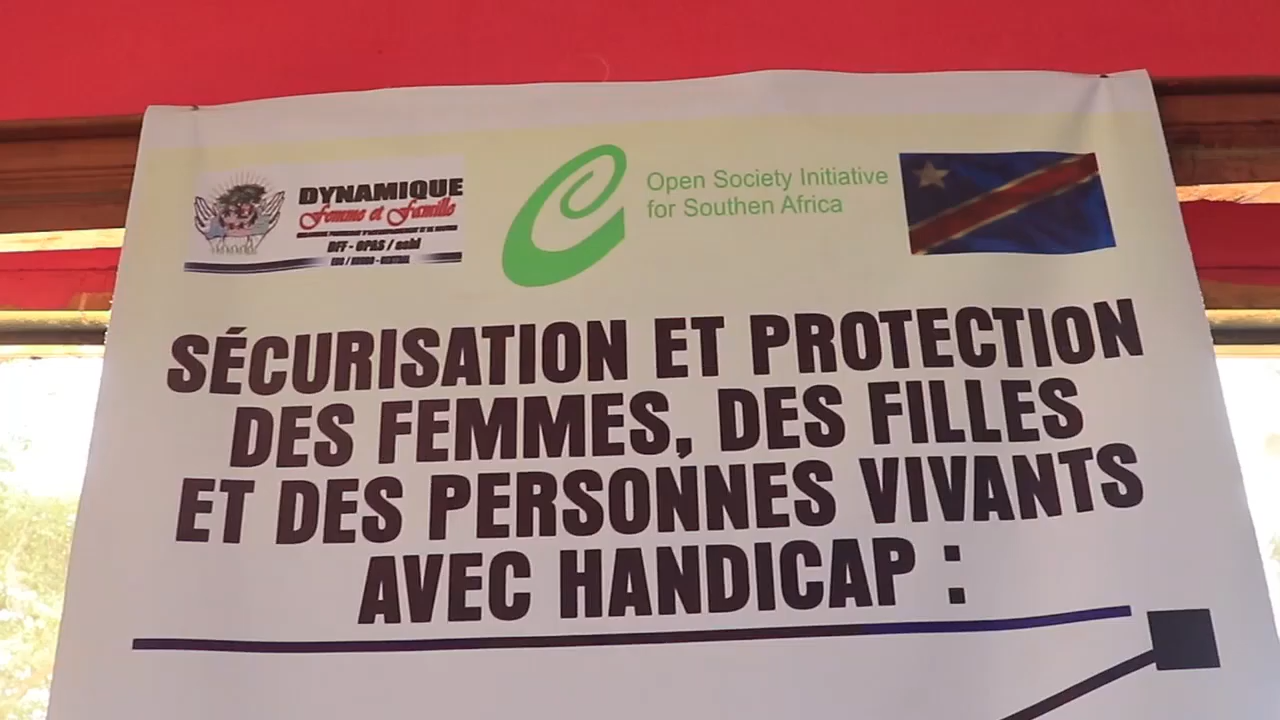 DYNAMIQUE
Femme et Famille
DFF - OPAS / asbl
Open Society Initiative
for Southen Africa
SÉCURISATION ET PROTECTION
DES FEMMES, DES FILLES
ET DES PERSONNES VIVANTS
AVEC HANDICAP :